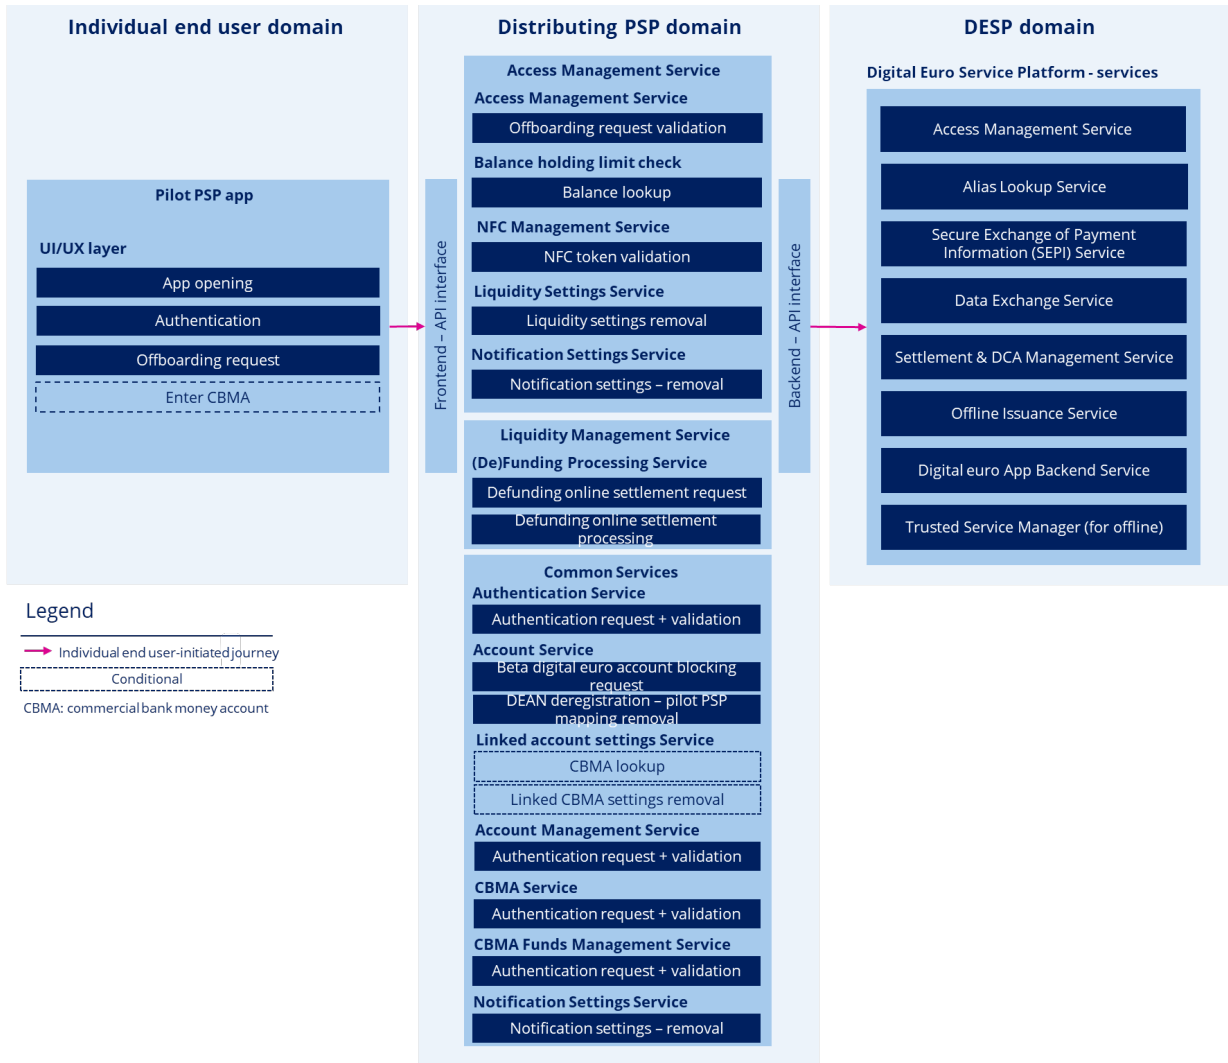 Individual end user domain
Pilot PSP app
UI/UX layer
App opening
Authentication
Offboarding request
Enter CBMA
Legend
Individual end user-initiated journey
Conditional
CBMA: commercial bank money account
Distributing PSP domain
Frontend – API interface
Access Management Service
Access Management Service
Offboarding request validation
Balance holding limit check
Balance lookup
NFC Management Service
NFC token validation
Liquidity Settings Service
Liquidity settings removal
Notification Settings Service
Notification settings – removal
Liquidity Management Service
(De)Funding Processing Service
Defunding online settlement request
Defunding online settlement
processing
Common Services
Authentication Service
Authentication request + validation
Account Service
Beta digital euro account blocking
request
DEAN deregistration – pilot PSP
mapping removal
Linked account settings Service
CBMA lookup
Linked CBMA settings removal
Account Management Service
Authentication request + validation
CBMA Service
Authentication request + validation
CBMA Funds Management Service
Authentication request + validation
Notification Settings Service
Notification settings – removal
Backend – API interface
DESP domain
Digital Euro Service Platform - services
Access Management Service
Alias Lookup Service
Secure Exchange of Payment
Information (SEPI) Service
Data Exchange Service
Settlement & DCA Management Service
Offline Issuance Service
Digital euro App Backend Service
Trusted Service Manager (for offline)